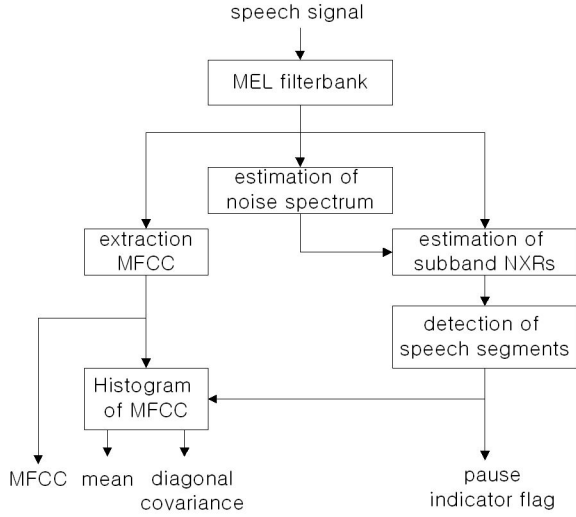 speech signal
MEL filterbank
estimation of
noise spectrum
extraction
MFCC
estimation of
subband NXRs
detection of
speech segments
Histogram
of MFCC
MFCC
mean
diagonal
covariance
pause
indicator flag